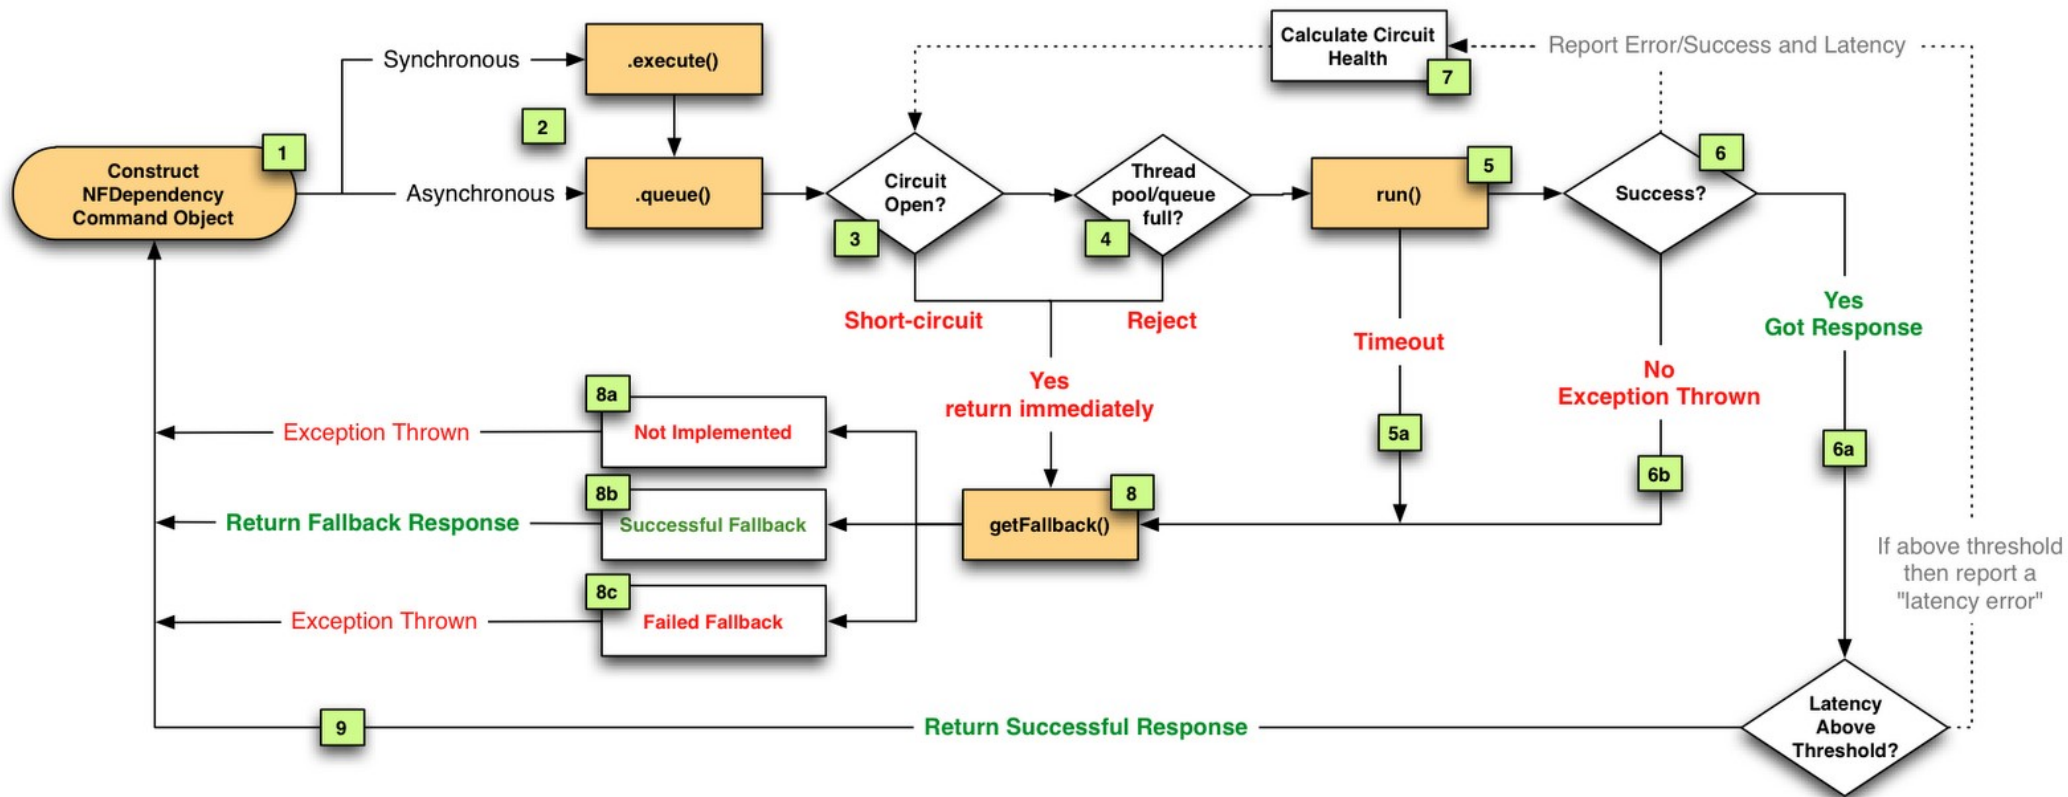 Synchronous
.execute()
Calculate Circuit
Health
7
Report Error/Success and Latency
2
1
Construct
NFDependency
Command Object
Asynchronous
.queue()
Circuit
Open?
3
Thread
pool/queue
full?
4
run()
5
Success?
6
Short-circuit
Reject
Yes
return immediately
Timeout
5a
No
Exception Thrown
6b
Yes
Got Response
6a
8a
Not Implemented
Exception Thrown
8b
Successful Fallback
Return Fallback Response
8c
Failed Fallback
Exception Thrown
getFallback()
8
If above threshold
then report a
"latency error"
Latency
Above
Threshold?
Return Successful Response
9